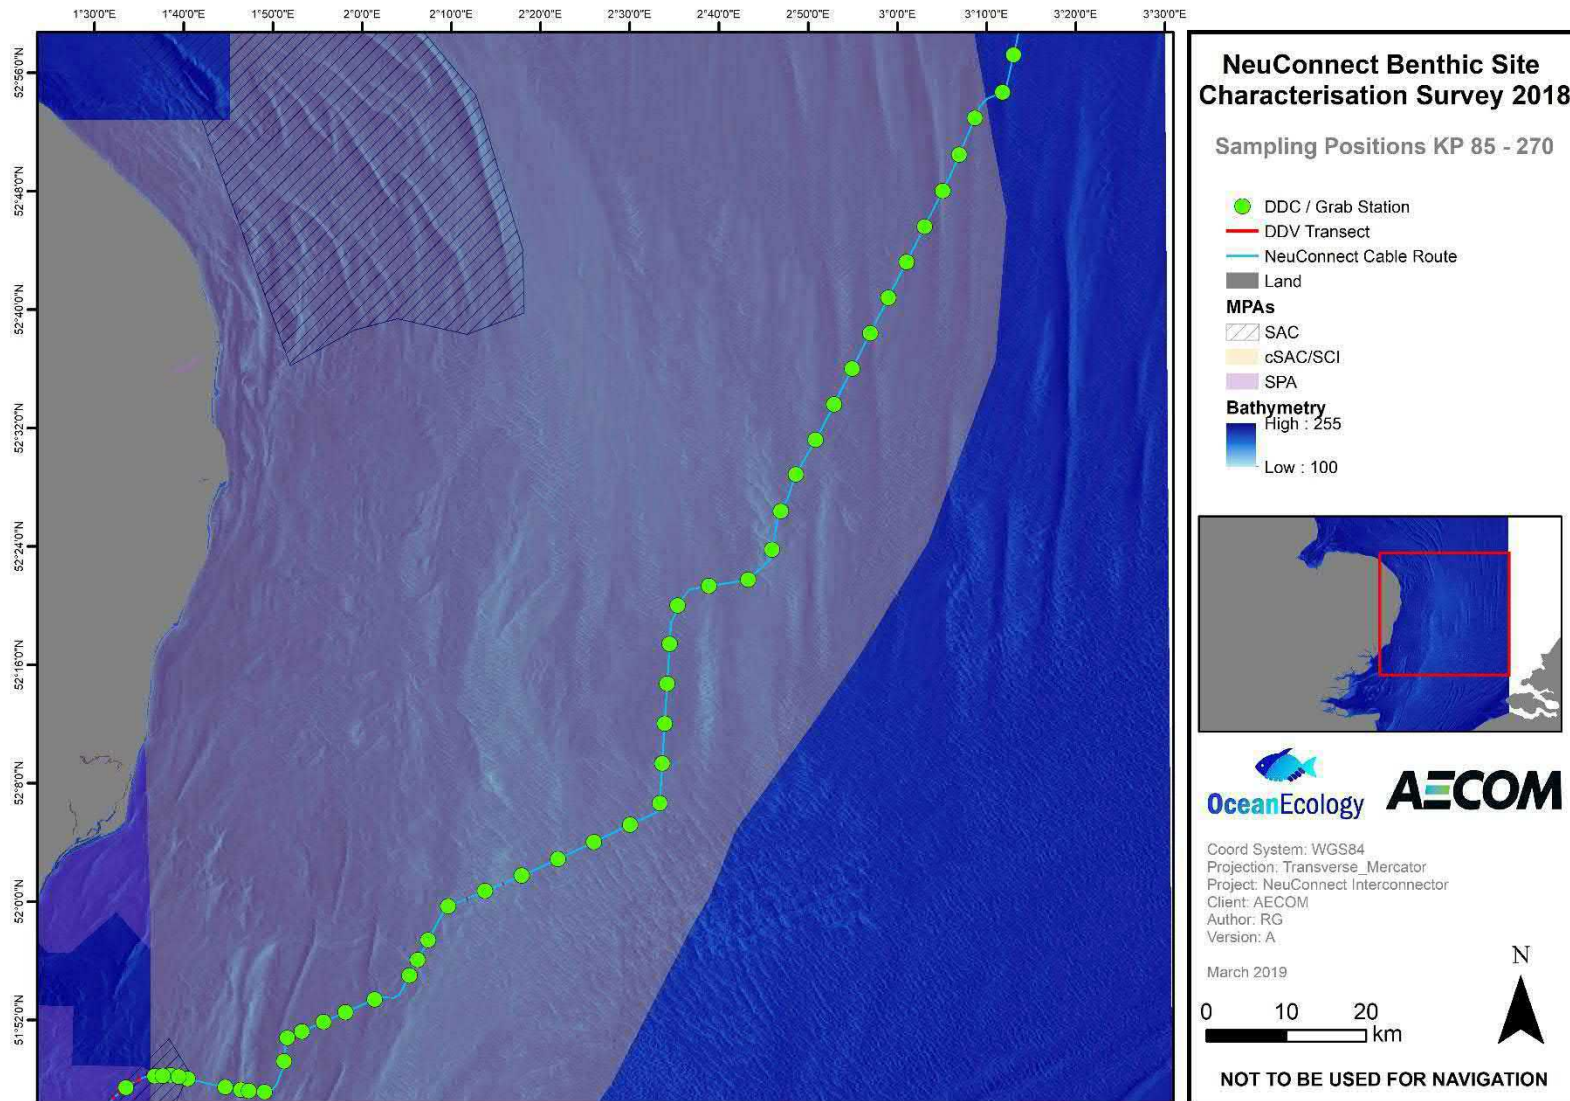 1°30'0"E 1°40'0"E 1°50'0"E 2°0'0"E 2°10'0"E 2°20'0"E 2°30'0"E 2°40'0"E 2°50'0"E 3°0'0"E 3°10'0"E 3°20'0"E 3°30'0"E
52°56'0"N
52°48'0"N
52°40'0"N
52°32'0"N
52°24'0"N
52°16'0"N
52°8'0"N
52°0'0"N
51°52'0"N
NeuConnect Benthic Site
Characterisation Survey 2018
Sampling Positions KP 85 - 270
DDC / Grab Station
DDV Transect
NeuConnect Cable Route
Land
MPAs
SAC
cSAC/SCI
SPA
Bathymetry
High : 255
Low : 100
OceanEcology
AECOM
Coord System: WGS84
Projection: Transverse_Mercator
Project: NeuConnect Interconnector
Client: AECOM
Author: RG
Version: A
March 2019
N
0 10 20
km
NOT TO BE USED FOR NAVIGATION